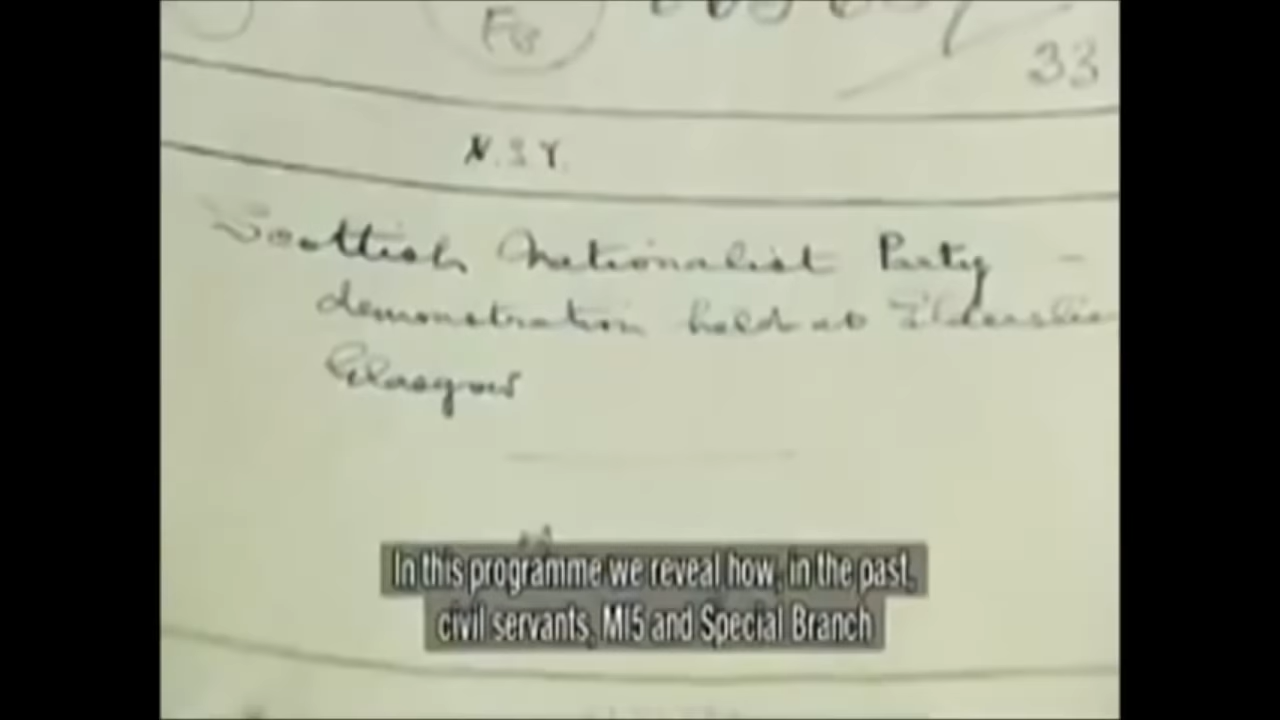 33
N.S.Y.
Scottish Nationalist Party -
demonstration held at Elderslie
Glasgow
In this programme we reveal how, in the past,
civil servants, MI5 and Special Branch